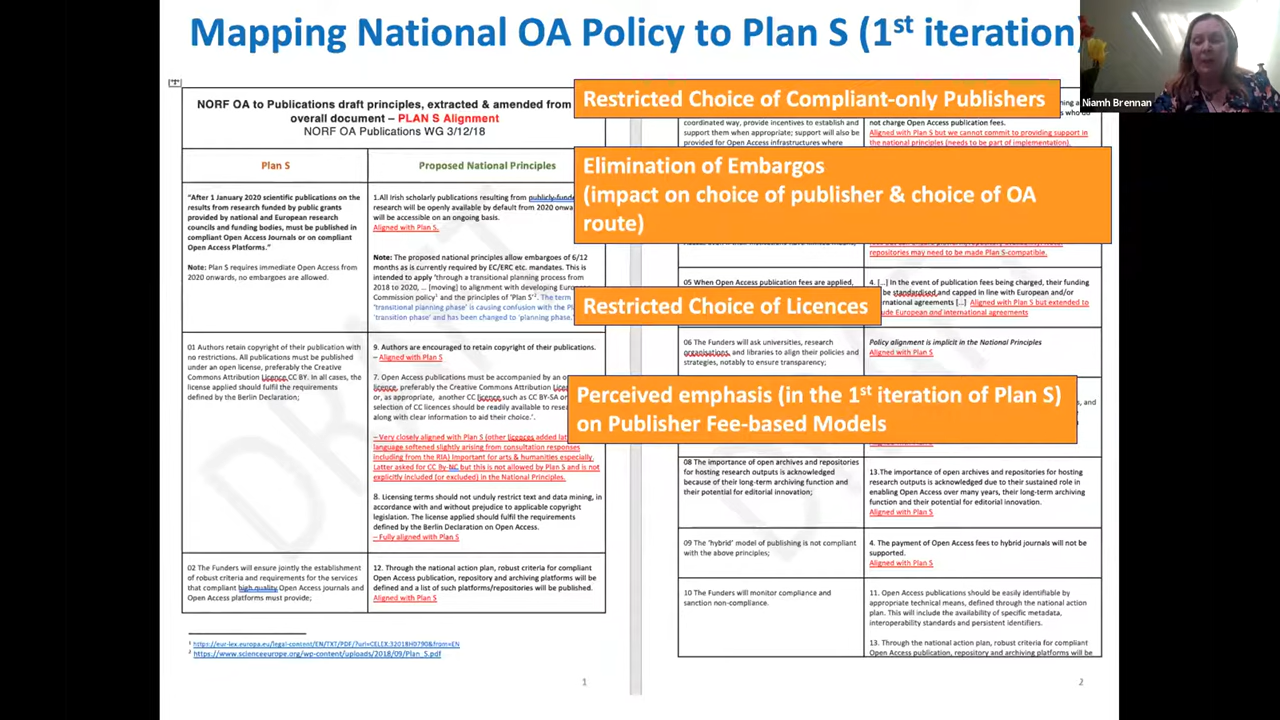 Mapping National OA Policy to Plan S (1st iteration)
Niamh Brennan
NORF OA to Publications draft principles, extracted & amended from
overall document – PLAN S Alignment
NORF OA Publications WG 3/12/18
Plan S
Proposed National Principles
"After 1 January 2020 scientific publications on the
results from research funded by public grants
provided by national and European research
councils and funding bodies, must be published in
compliant Open Access Journals or on compliant
Open Access Platforms."
Note: Plan S requires immediate Open Access from
2020 onwards, no embargoes are allowed.
1.All Irish scholarly publications resulting from publicly-funde
research will be openly available by default from 2020 onwa
will be accessible on an ongoing basis.
Aligned with Plan S.
Note: The proposed national principles allow embargoes of 6/12
months as is currently required by EC/ERC etc. mandates. This is
intended to apply 'through a transitional planning process from
2018 to 2020, … [moving] to alignment with developing Europe
Commission policy1 and the principles of 'Plan S'2. The term
'transitional planning phase' is causing confusion with the Pl
'transition phase' and has been changed to 'planning phase.'
01 Authors retain copyright of their publication with
no restrictions. All publications must be published
under an open license, preferably the Creative
Commons Attribution Licence CC BY. In all cases, the
license applied should fulfil the requirements
defined by the Berlin Declaration;
9. Authors are encouraged to retain copyright of their publications.
– Aligned with Plan S
7. Open Access publications must be accompanied by an o
licence, preferably the Creative Commons Attribution Lice
or, as appropriate, another CC licence such as CC BY-SA or
selection of CC licences should be readily available to resea
along with clear information to aid their choice.'.
– Very closely aligned with Plan S (other licences added la
language softened slightly arising from consultation responses
including from the RIA) Important for arts & humanities especially.
Latter asked for CC By-NC but this is not allowed by Plan S and is not
explicitly included [or excluded] in the National Principles.
8. Licensing terms should not unduly restrict text and data mining, in
accordance with and without prejudice to applicable copyright
legislation. The license applied should fulfil the requirements
defined by the Berlin Declaration on Open Access.
– Fully aligned with Plan S
02 The Funders will ensure jointly the establishment
of robust criteria and requirements for the services
that compliant high quality Open Access journals and
Open Access platforms must provide;
12. Through the national action plan, robust criteria for compliant
Open Access publication, repository and archiving platforms will be
defined and a list of such platforms/repositories will be published.
Aligned with Plan S
1 https://eur-lex.europa.eu/legal-content/EN/TXT/PDF/?uri=CELEX:32018H0790&from=EN
2 https://www.scienceeurope.org/wp-content/uploads/2018/09/Plan_S.pdf
1
Restricted Choice of Compliant-only Publishers
coordinated way, provide incentives to establish and
support them when appropriate; support will also be
provided for Open Access infrastructures where
not charge Open Access publication fees.
Aligned with Plan S but we cannot commit to providing support in
the national principles (needs to be part of implementation).
Elimination of Embargos
(impact on choice of publisher & choice of OA
route)
repositories may need to be made Plan S-compatible.
05 When Open Access publication fees are applied,
4. […] In the event of publication fees being charged, their funding
be standardised and capped in line with European and/or
national agreements […] Aligned with Plan S but extended to
ude European and international agreements
Restricted Choice of Licences
06 The Funders will ask universities, research
organisations, and libraries to align their policies and
strategies, notably to ensure transparency;
Policy alignment is implicit in the National Principles
Aligned with Plan S
Perceived emphasis (in the 1st iteration of Plan S)
on Publisher Fee-based Models
08 The importance of open archives and repositories
for hosting research outputs is acknowledged
because of their long-term archiving function and
their potential for editorial innovation;
13.The importance of open archives and repositories for hosting
research outputs is acknowledged due to their sustained role in
enabling Open Access over many years, their long-term archiving
function and their potential for editorial innovation.
Aligned with Plan S
09 The 'hybrid' model of publishing is not compliant
with the above principles;
4. The payment of Open Access fees to hybrid journals will not be
supported.
Aligned with Plan S
10 The Funders will monitor compliance and
sanction non-compliance.
11. Open Access publications should be easily identifiable by
appropriate technical means, defined through the national action
plan. This will include the availability of specific metadata,
interoperability standards and persistent identifiers.
13. Through the national action plan, robust criteria for compliant
Open Access publication, repository and archiving platforms will be
2
DRAFT